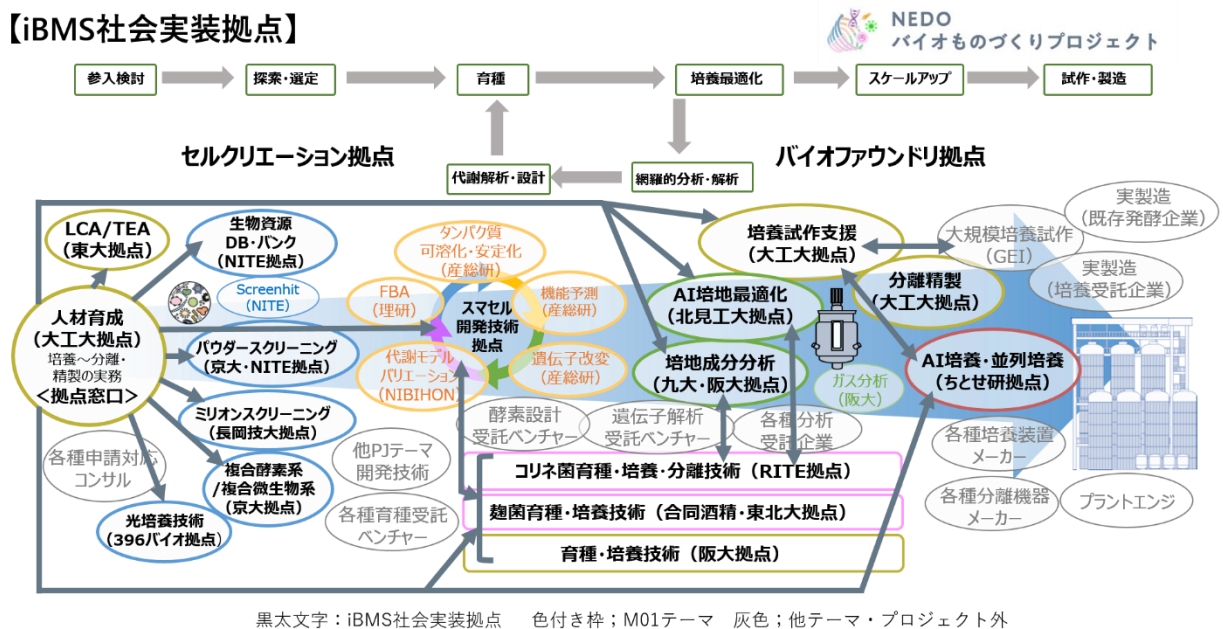 【iBMS社会実装拠点】
NEDO
バイオものづくりプロジェクト
参入検討
探索・選定
育種
培養最適化
スケールアップ
試作・製造
セルクリエーション拠点
バイオファウンドリ拠点
代謝解析・設計
網羅的分析・解析
LCA/TEA
(東大拠点)
生物資源
DB・バンク
(NITE拠点)
Screenhit
(NITE)
人材育成
(大工大拠点)
培養～分離・
精製の実務
<拠点窓口>
パウダースクリーニング
(京大・NITE拠点)
ミリオンスクリーニング
(長岡技大拠点)
複合酵素系
/複合微生物系
(京大拠点)
光培養技術
(396バイオ拠点)
各種申請対応
コンサル
タンパク質
可溶化・安定化
(産総研)
FBA
(理研)
機能予測
(産総研)
スマセル
開発技術
拠点
代謝モデル
バリエーション
(NIBIHON)
遺伝子改変
(産総研)
他PJテーマ
開発技術
各種育種受託
ベンチャー
酵素設計
受託ベンチャー
遺伝子解析
受託ベンチャー
各種分析
受託企業
培養試作支援
(大工大拠点)
AI培地最適化
(北見工大拠点)
培地成分分析
(九大・阪大拠点)
ガス分析
(阪大)
分離精製
(大工大拠点)
AI培養・並列培養
(ちとせ研拠点)
大規模培養試作
(GEI)
実製造
(既存発酵企業)
実製造
(培養受託企業)
各種培養装置
メーカー
各種分離機器
メーカー
プラントエンジ
コリネ菌育種・培養・分離技術（RITE拠点）
麹菌育種・培養技術（合同酒精・東北大拠点）
育種・培養技術（阪大拠点）
黒太文字：iBMS社会実装拠点　色付き枠；M01テーマ　灰色；他テーマ・プロジェクト外